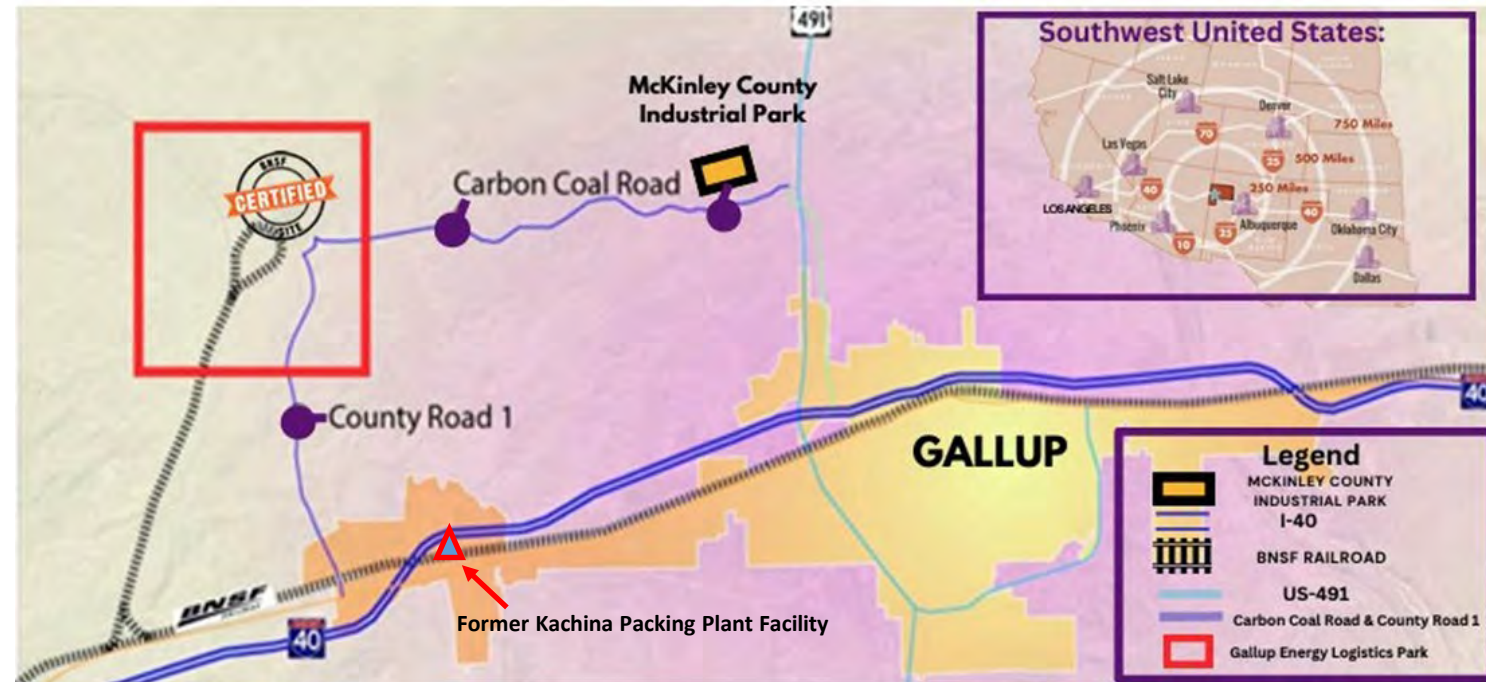 491
McKinley County
Industrial Park
Carbon Coal Road
BNSF
CERTIFIED
SITE
County Road 1
GALLUP
40
BNSF
RAILWAY
40
Former Kachina Packing Plant Facility
Southwest United States:
Salt Lake
City
Denver
750 Miles
70
Las Vegas
25
500 Miles
40
250 Miles
LOS ANGELES
Phoenix
Albuquerque
40
Oklahoma City
25
10
Dallas
Legend
MCKINLEY COUNTY
INDUSTRIAL PARK
I-40
BNSF RAILROAD
US-491
Carbon Coal Road & County Road 1
Gallup Energy Logistics Park